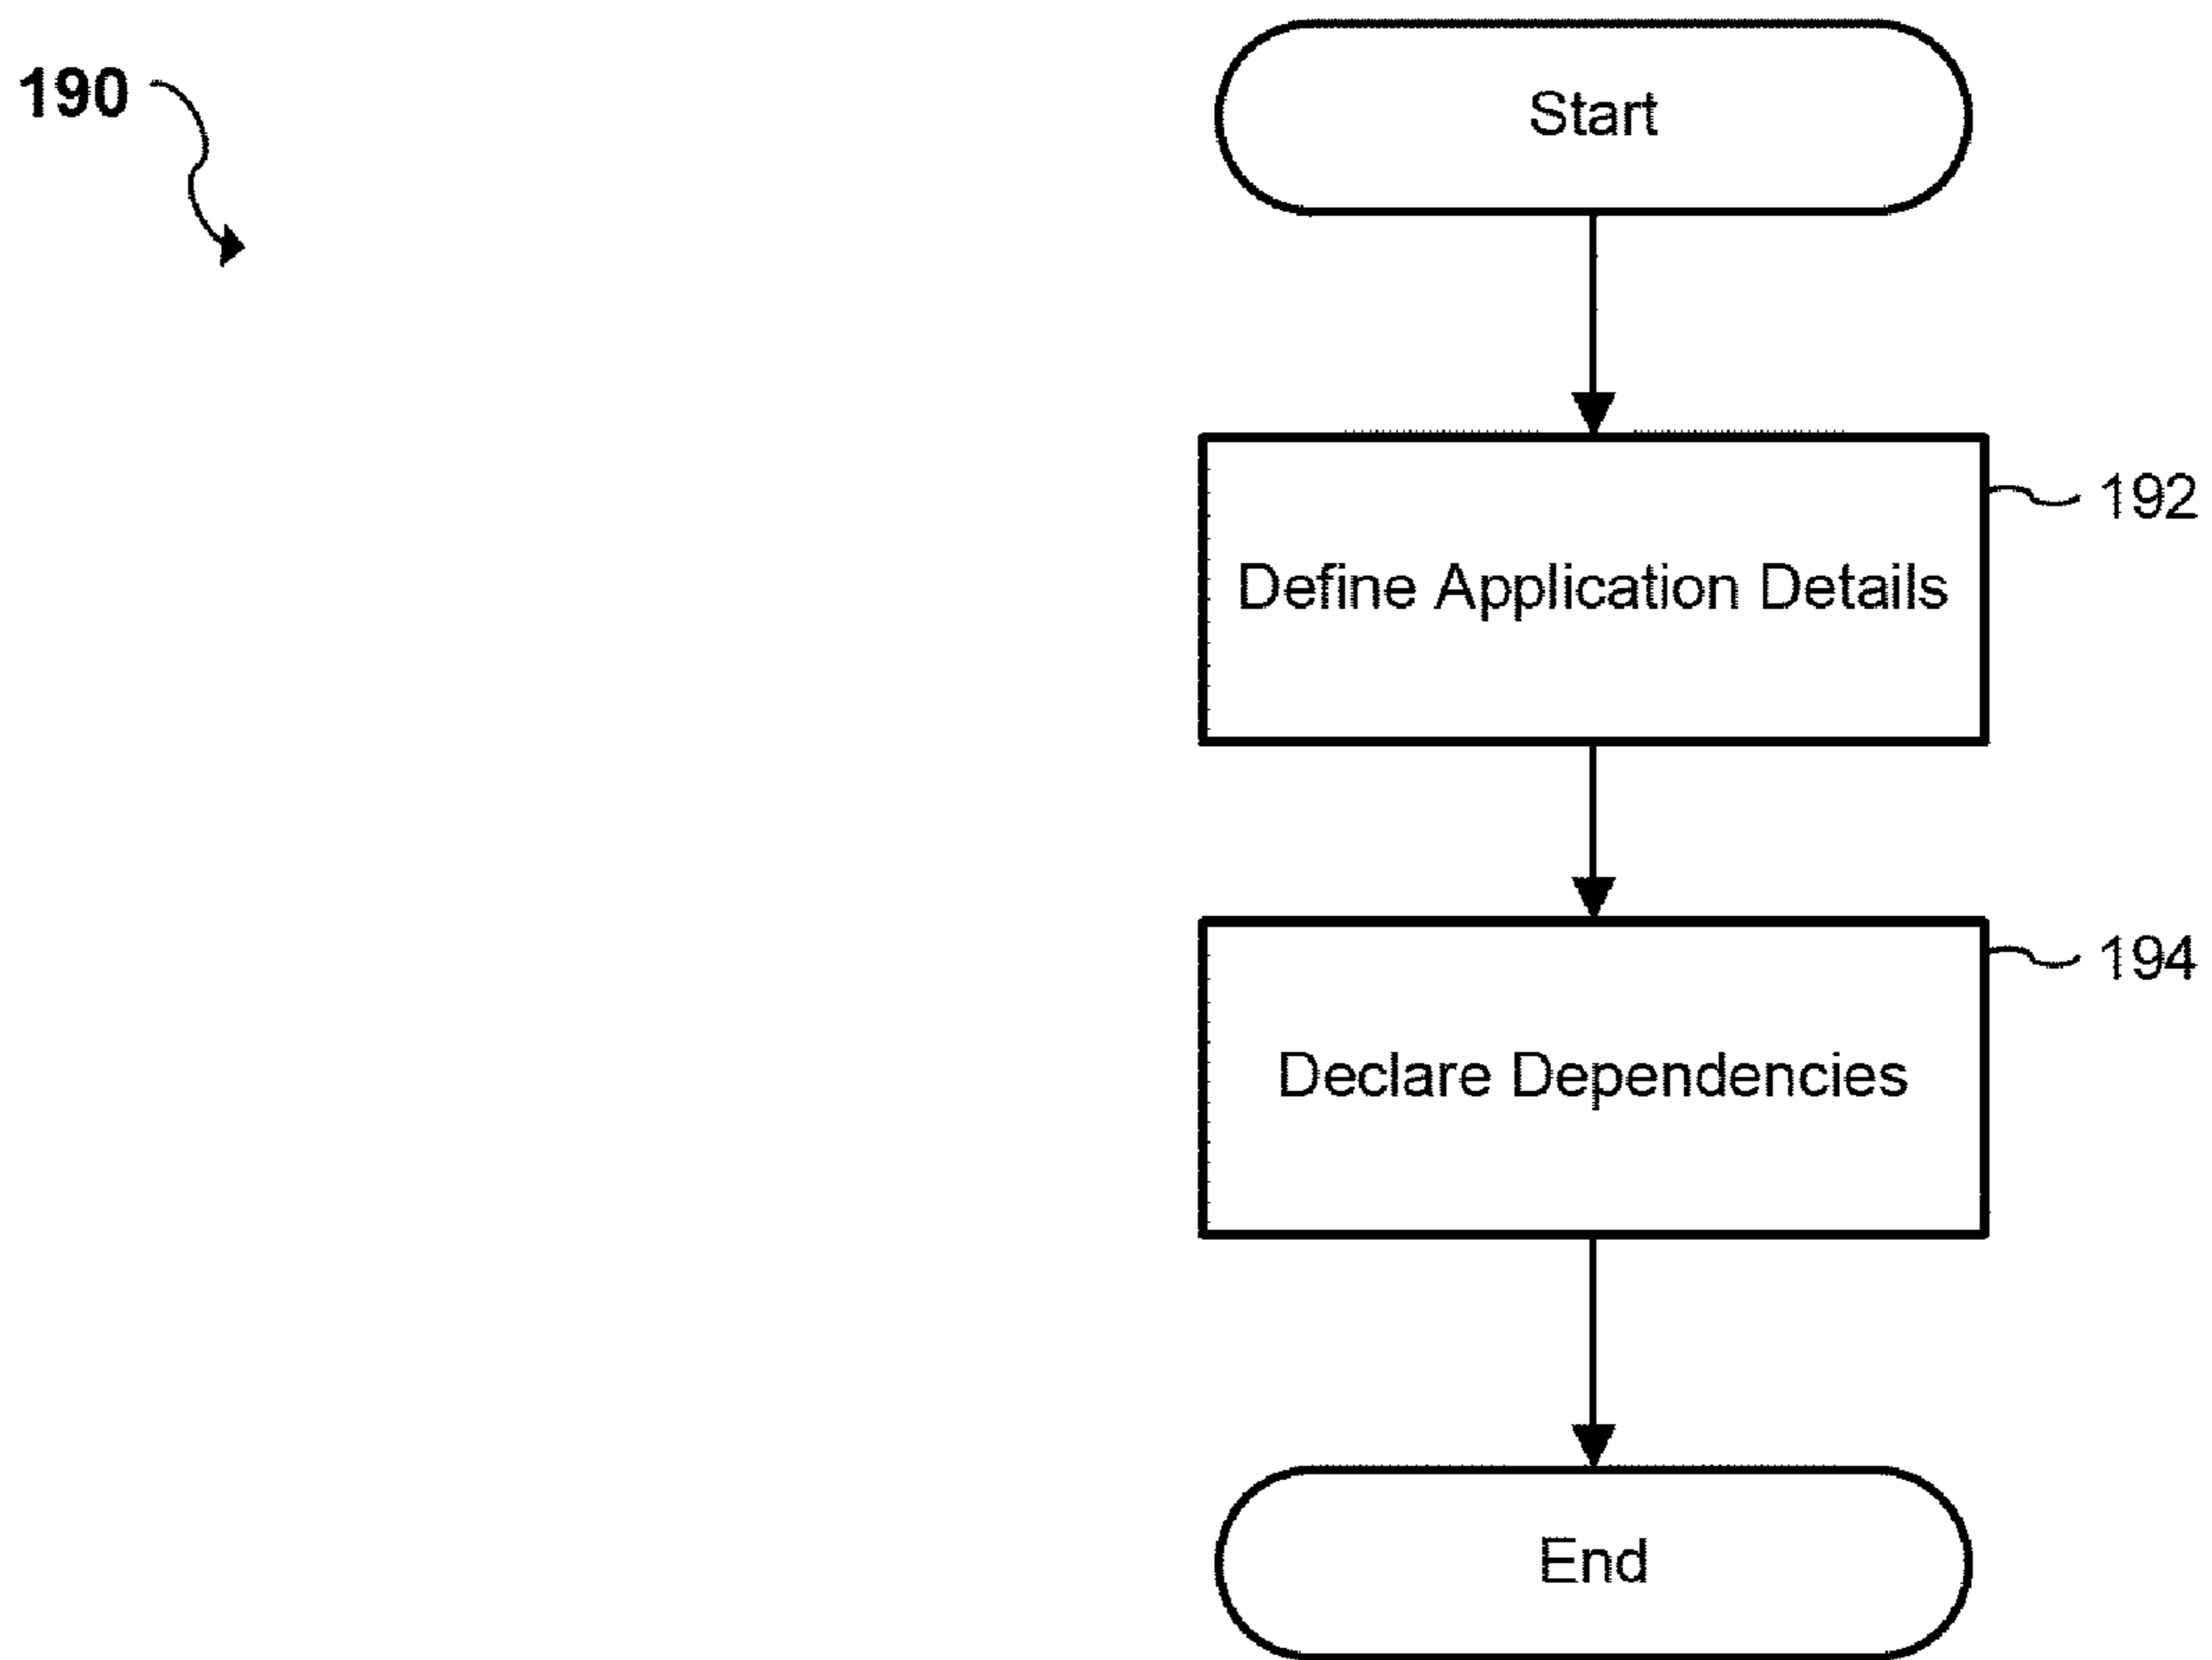 190
Start
Define Application Details
192
Declare Dependencies
194
End